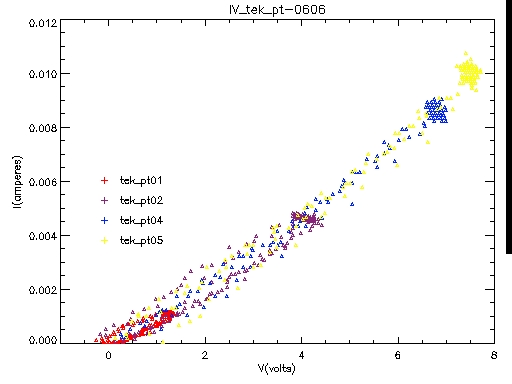 IV_tek_pt-0606
0.012
0.010
0.008
0.006
0.004
0.002
0.000
I(amperes)
tek_pt01
tek_pt02
tek_pt04
tek_pt05
0 2 4 6 8
V(volts)